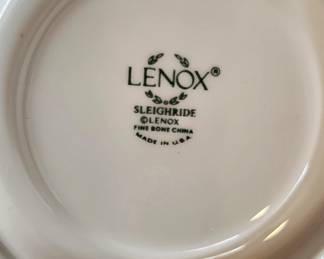 LENOX®
SLEIGHRIDE
©LENOX
FINE BONE CHINA
MADE IN U.S.A.